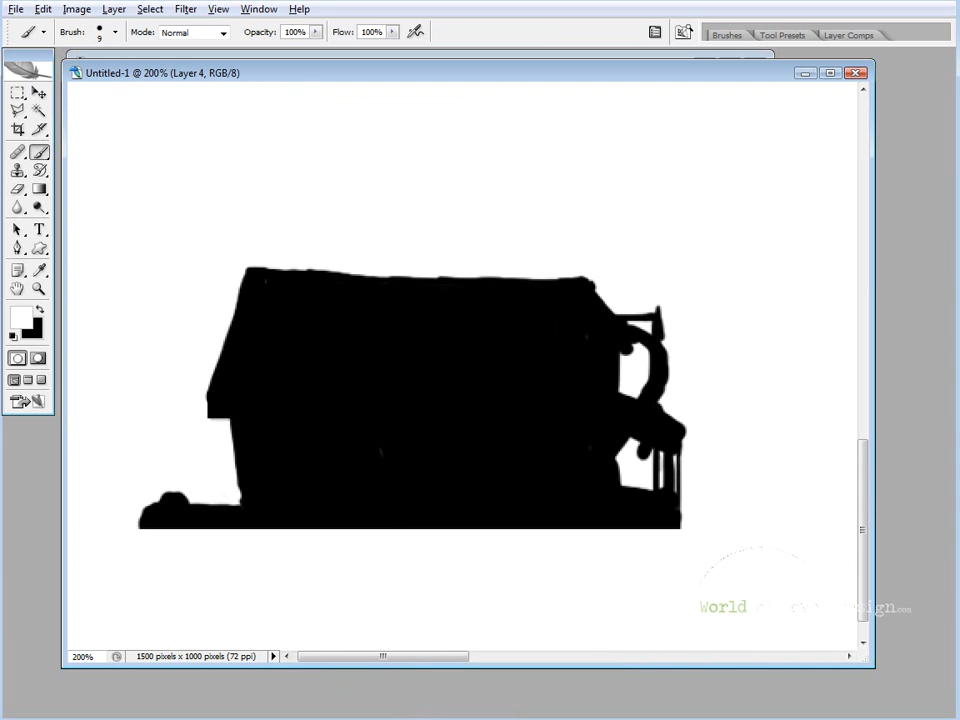 File Edit Image Layer Select Filter View Window Help
Brush: 9 Mode: Normal Opacity: 100% Flow: 100% Brushes Tool Presets Layer Comps
Untitled-1 @ 200% (Layer 4, RGB/8)
World
200% 1500 pixels x 1000 pixels (72 ppi)